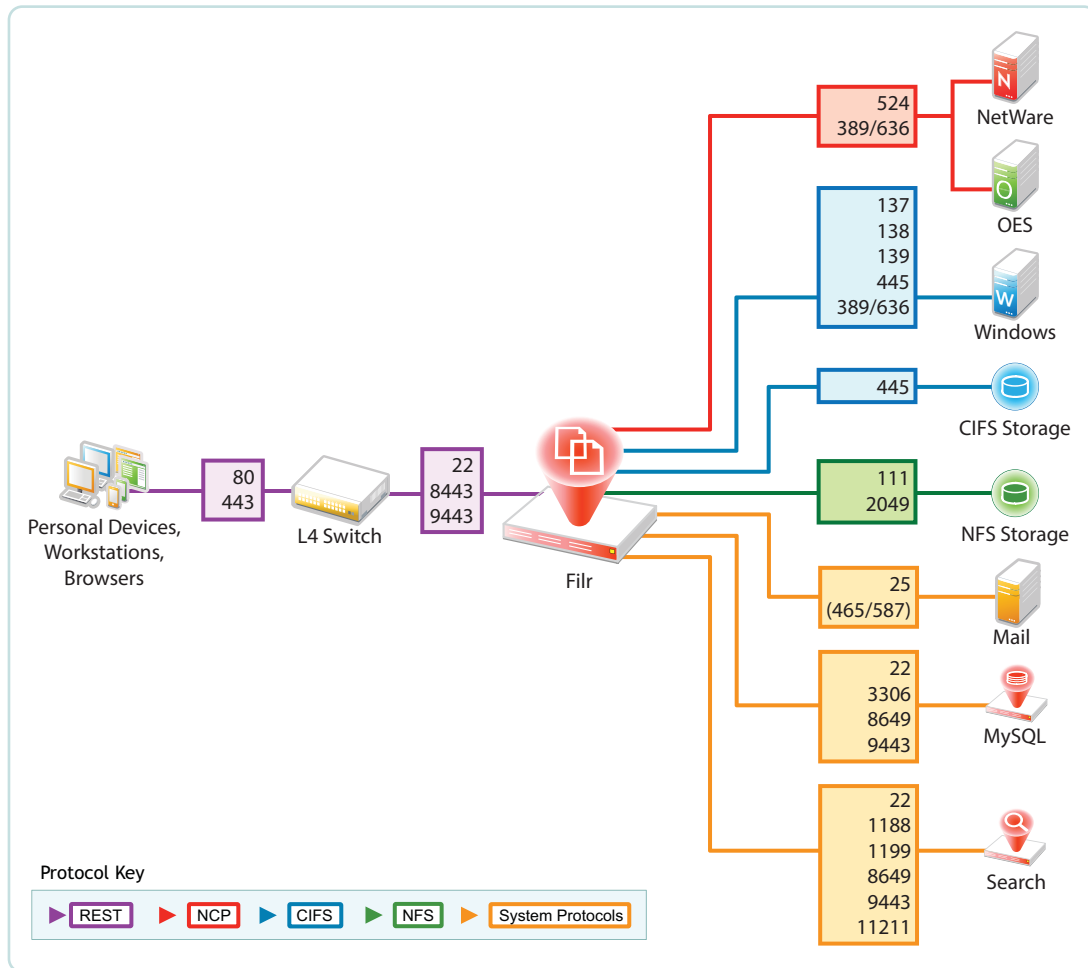 524
389/636
N
NetWare
O
OES
137
138
139
445
389/636
W
Windows
445
CIFS Storage
80
443
Personal Devices,
Workstations,
Browsers
L4 Switch
22
8443
9443
Filr
111
2049
NFS Storage
25
(465/587)
Mail
22
3306
8649
9443
MySQL
22
1188
1199
8649
9443
11211
Search
Protocol Key
REST
NCP
CIFS
NFS
System Protocols